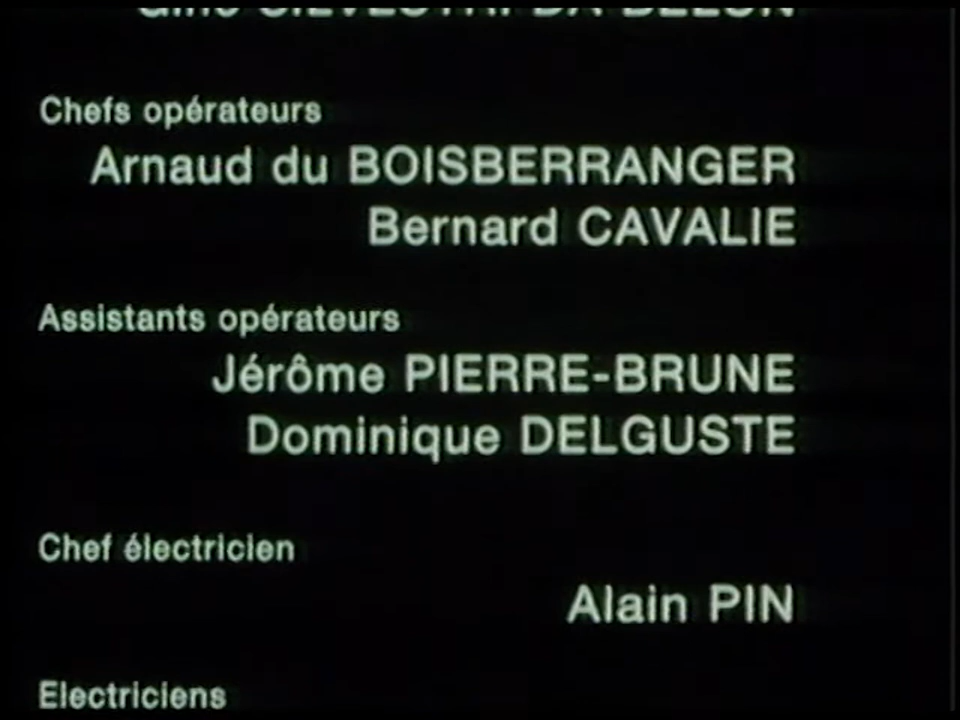 Chefs opérateurs
Arnaud du BOISBERRANGER
Bernard CAVALIE
Assistants opérateurs
Jérôme PIERRE-BRUNE
Dominique DELGUSTE
Chef électricien
Alain PIN
Electriciens